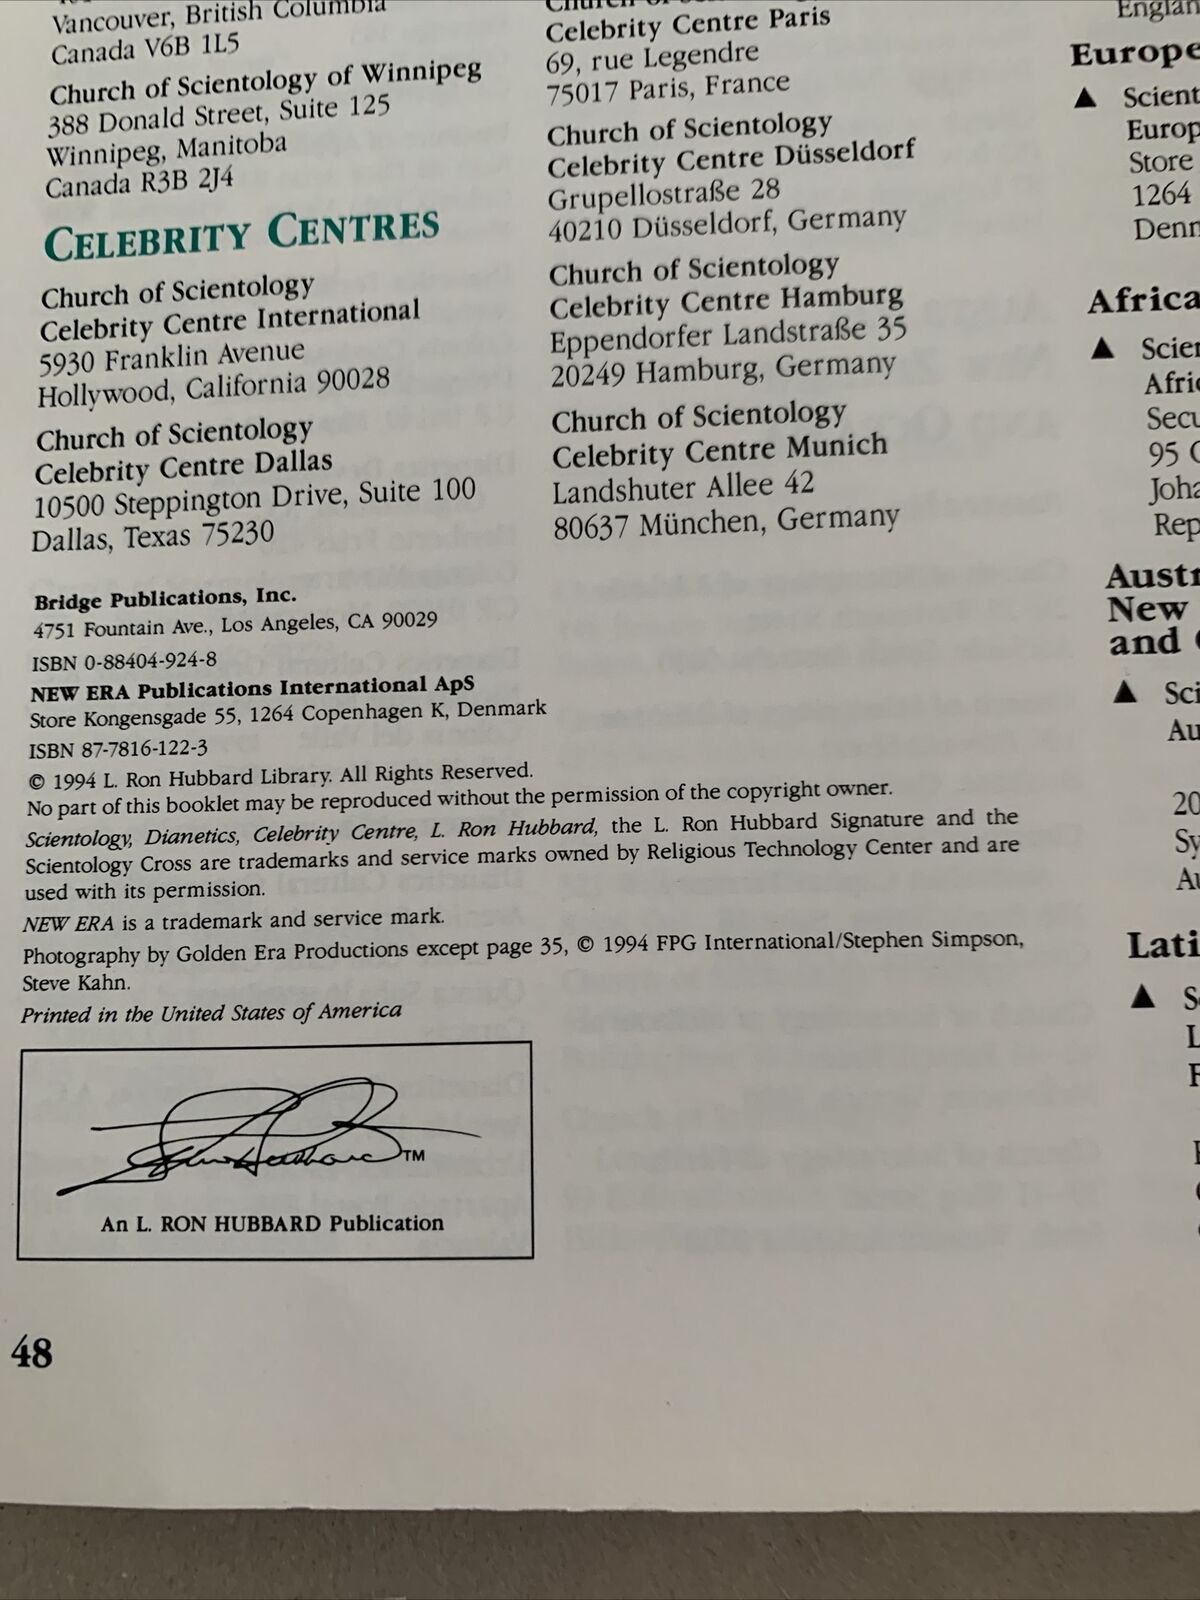 Vancouver, British Columbia
Canada V6B 1L5
Church of Scientology of Winnipeg
388 Donald Street, Suite 125
Winnipeg, Manitoba
Canada R3B 2J4
CELEBRITY CENTRES
Church of Scientology
Celebrity Centre International
5930 Franklin Avenue
Hollywood, California 90028
Church of Scientology
Celebrity Centre Dallas
10500 Steppington Drive, Suite 100
Dallas, Texas 75230
Celebrity Centre Paris
69, rue Legendre
75017 Paris, France
Church of Scientology
Celebrity Centre Düsseldorf
Grupellostraße 28
40210 Düsseldorf, Germany
Church of Scientology
Celebrity Centre Hamburg
Eppendorfer Landstraße 35
20249 Hamburg, Germany
Church of Scientology
Celebrity Centre Munich
Landshuter Allee 42
80637 München, Germany
Bridge Publications, Inc.
4751 Fountain Ave., Los Angeles, CA 90029
ISBN 0-88404-924-8
NEW ERA Publications International ApS
Store Kongensgade 55, 1264 Copenhagen K, Denmark
ISBN 87-7816-122-3
© 1994 L. Ron Hubbard Library. All Rights Reserved.
No part of this booklet may be reproduced without the permission of the copyright owner.
Scientology, Dianetics, Celebrity Centre, L. Ron Hubbard, the L. Ron Hubbard Signature and the
Scientology Cross are trademarks and service marks owned by Religious Technology Center and are
used with its permission.
NEW ERA is a trademark and service mark.
Photography by Golden Era Productions except page 35, © 1994 FPG International/Stephen Simpson,
Steve Kahn.
Printed in the United States of America
TM
An L. RON HUBBARD Publication
48
Europe
Store
1264
Africa
95
New
and
20